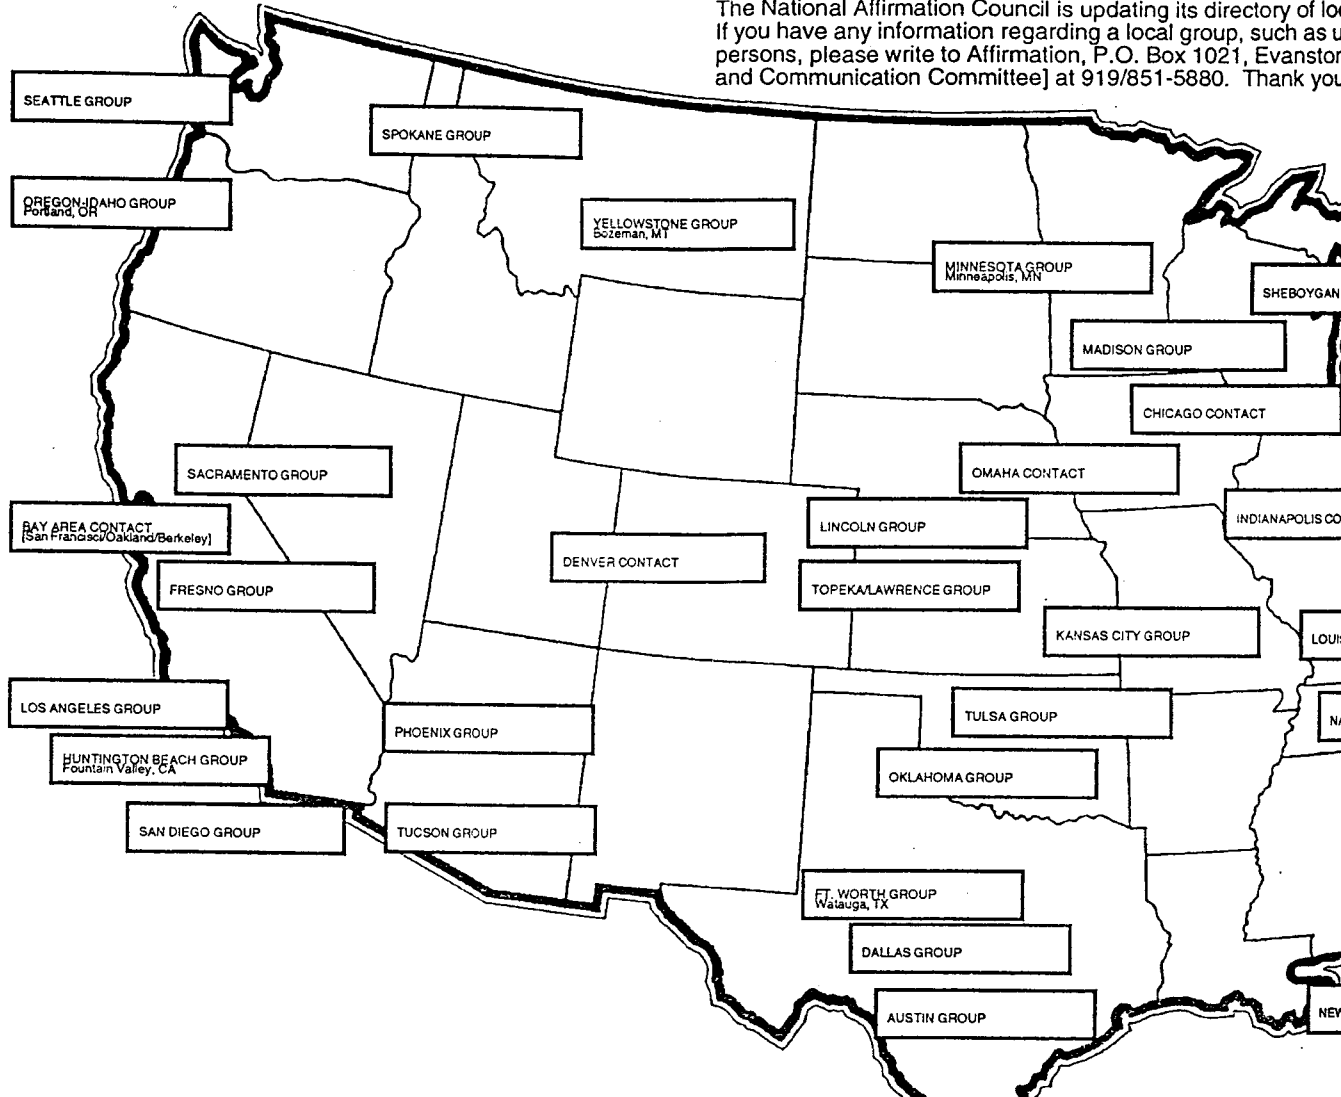 The National Affirmation Council is updating its directory of
If you have any information regarding a local group, such as
persons, please write to Affirmation, P.O. Box 1021,
and Communication Committee] at 919/851-5880. Thank you
SEATTLE GROUP
SPOKANE GROUP
OREGON-IDAHO GROUP
Portland, OR
YELLOWSTONE GROUP
Bozeman, MT
MINNESOTA GROUP
Minneapolis, MN
SHEBOYGAN
MADISON GROUP
CHICAGO CONTACT
SACRAMENTO GROUP
OMAHA CONTACT
BAY AREA CONTACT
[San Francisc/Oakland/Berkeley]
LINCOLN GROUP
INDIANAPOLIS
DENVER CONTACT
FRESNO GROUP
TOPEKA/LAWRENCE GROUP
KANSAS CITY GROUP
LOS ANGELES GROUP
PHOENIX GROUP
TULSA GROUP
HUNTINGTON BEACH GROUP
Fountain Valley, CA
OKLAHOMA GROUP
SAN DIEGO GROUP
TUCSON GROUP
FT. WORTH GROUP
Watauga, TX
DALLAS GROUP
AUSTIN GROUP
NEW